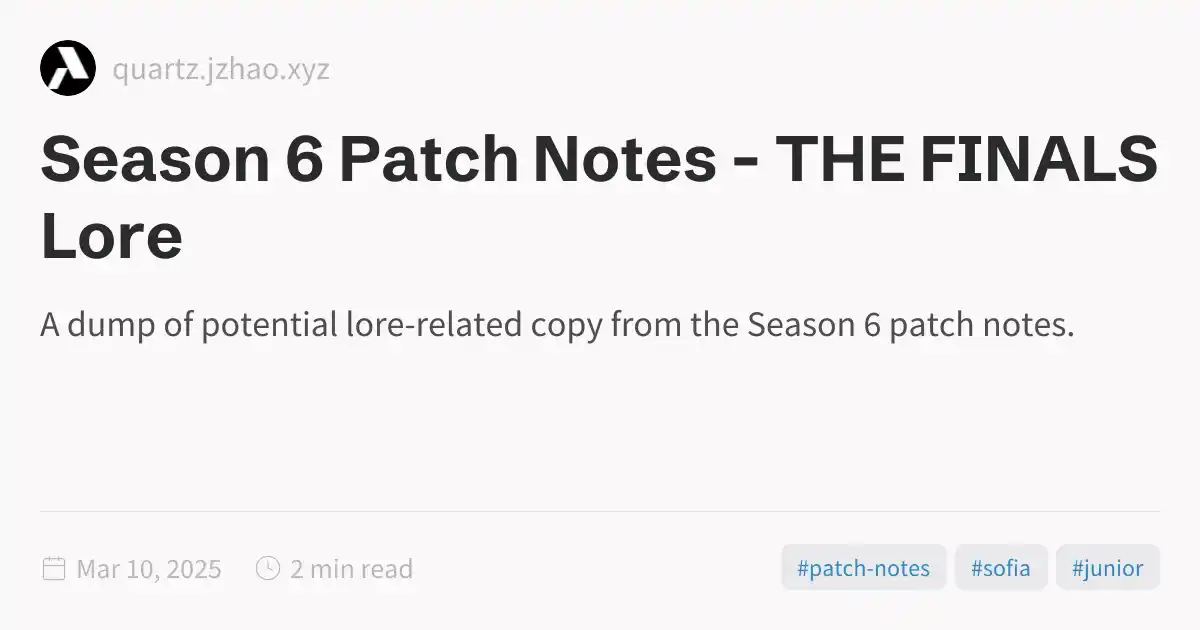 quartz.jzhao.xyz
Season 6 Patch Notes - THE FINALS
Lore
A dump of potential lore-related copy from the Season 6 patch notes.
Mar 10, 2025 2 min read #patch-notes #sofia #junior